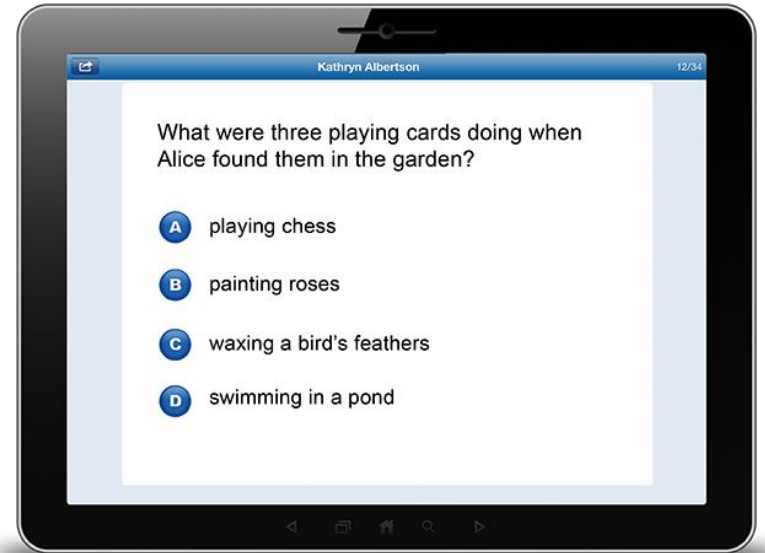 Kathryn Albertson
12/34
What were three playing cards doing when
Alice found them in the garden?
A playing chess
B painting roses
C waxing a bird's feathers
D swimming in a pond